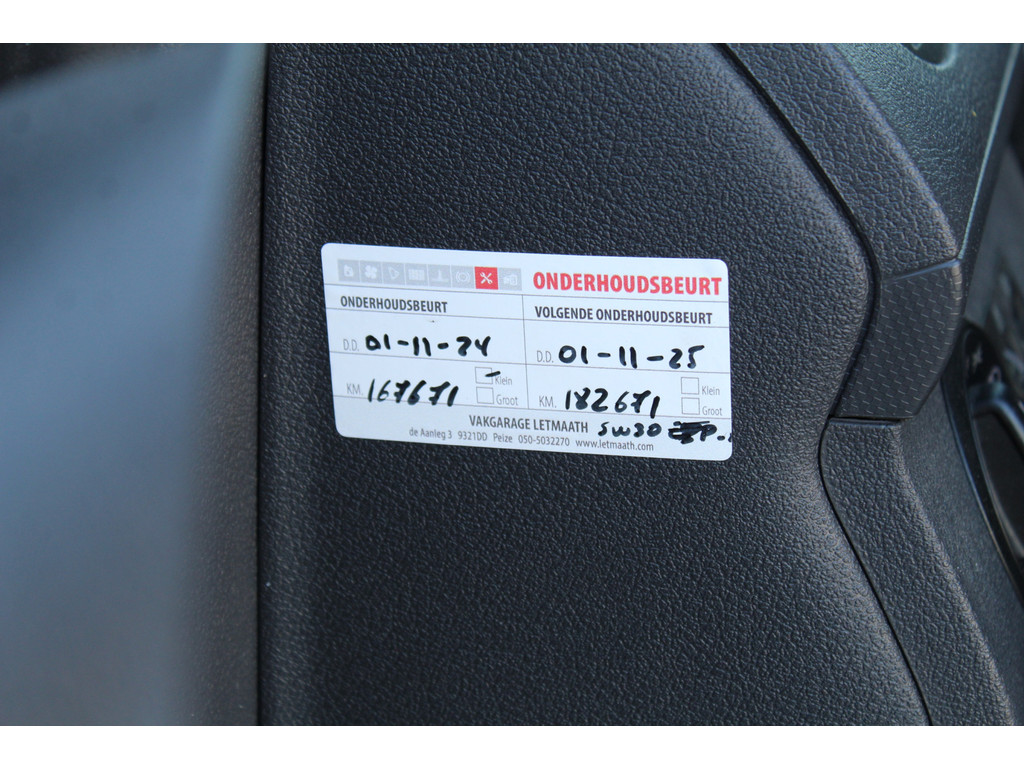 ONDERHOUDSBEURT
ONDERHOUDSBEURT
VOLGENDE ONDERHOUDSBEURT
D.D. 01-11-24
D.D. 01-11-25
KM. 167671
Klein
Groot
KM. 182671
Klein
Groot
VAKGARAGE LETMAATH 5W30
de Aanleg 3 9321DD Peize 050-5032270 www.letmaath.com